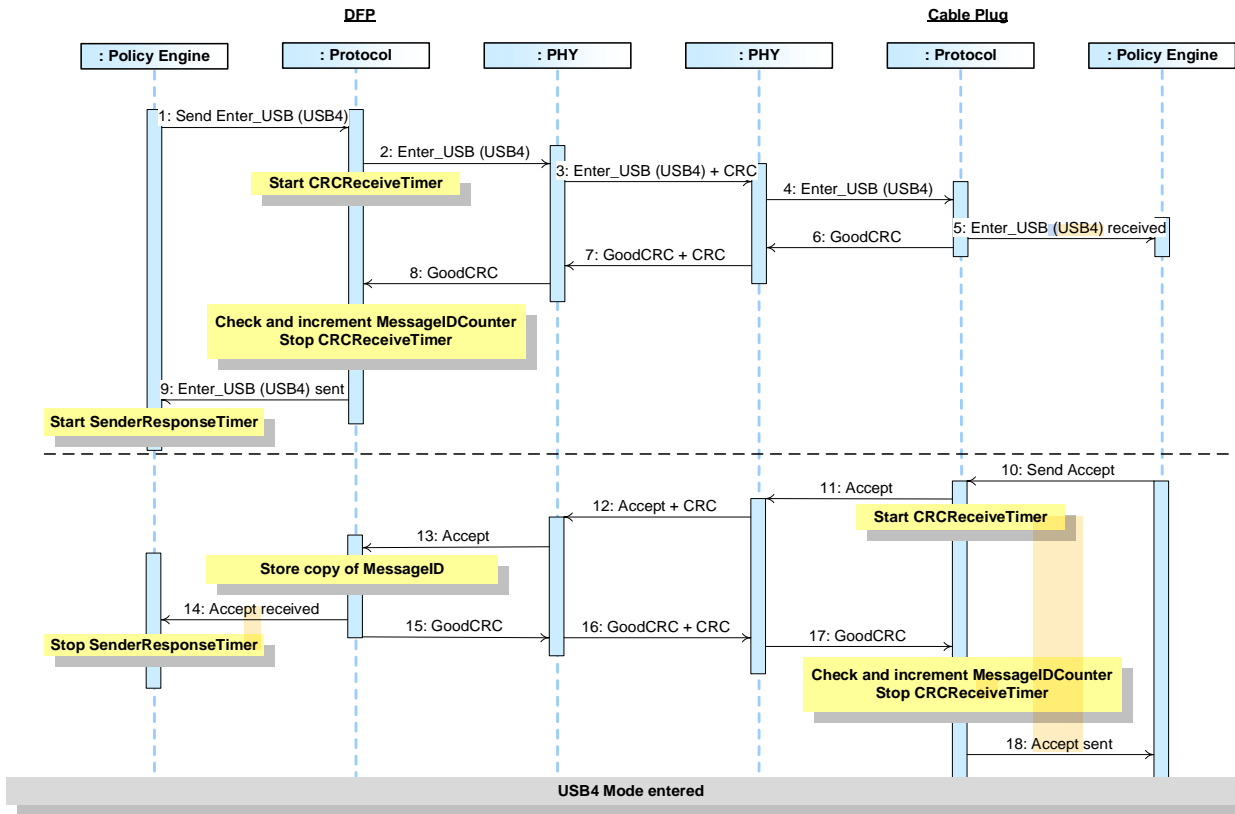 DFP
Cable Plug
: Policy Engine
: Protocol
: PHY
: PHY
: Protocol
: Policy Engine
1: Send Enter_USB (USB4)
2: Enter_USB (USB4)
Start CRCReceiveTimer
3: Enter_USB (USB4) + CRC
4: Enter_USB (USB4)
5: Enter_USB (USB4) received
6: GoodCRC
7: GoodCRC + CRC
8: GoodCRC
Check and increment MessageIDCounter
Stop CRCReceiveTimer
9: Enter_USB (USB4) sent
Start SenderResponseTimer
10: Send Accept
11: Accept
Start CRCReceiveTimer
12: Accept + CRC
13: Accept
Store copy of MessageID
14: Accept received
Stop SenderResponseTimer
15: GoodCRC
16: GoodCRC + CRC
17: GoodCRC
Check and increment MessageIDCounter
Stop CRCReceiveTimer
18: Accept sent
USB4 Mode entered